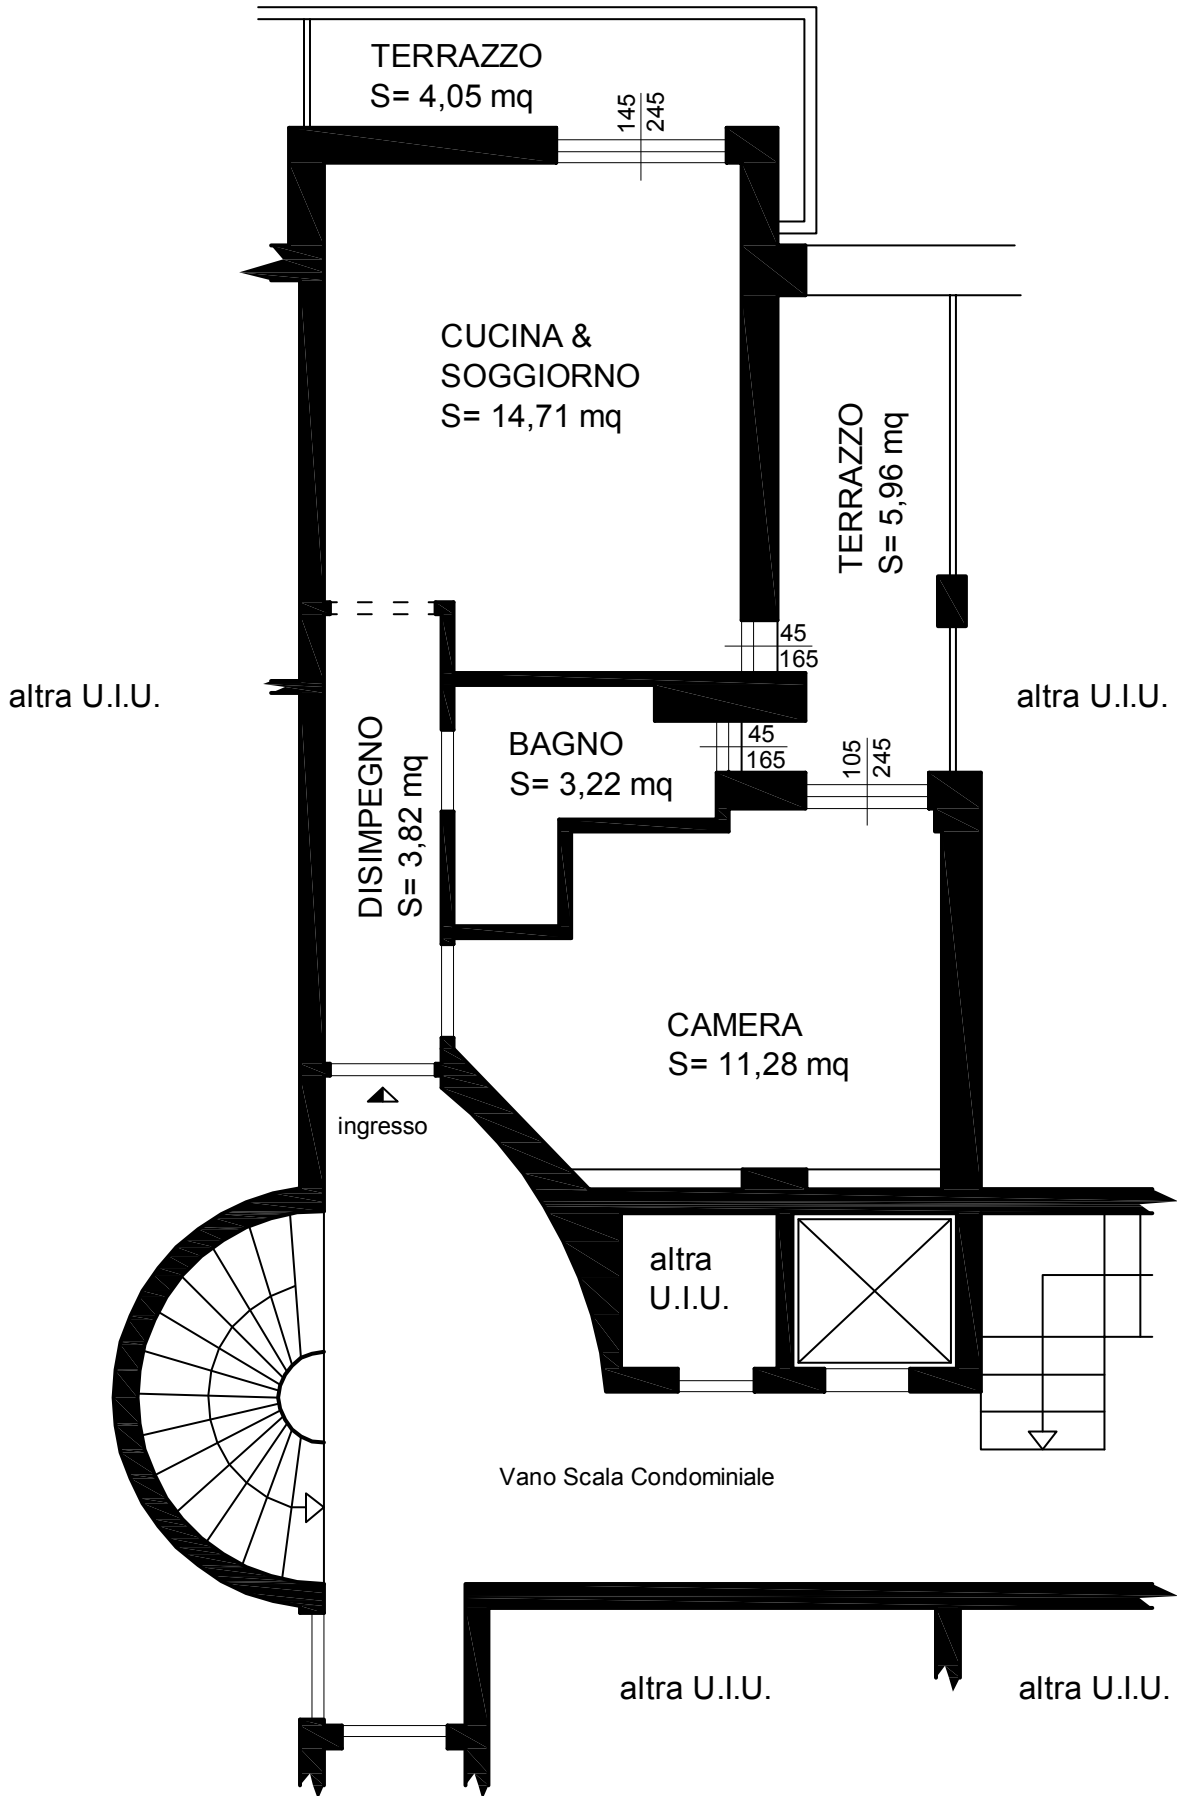 TERRAZZO
S= 4,05 mq
145
245
CUCINA &
SOGGIORNO
S= 14,71 mq
TERRAZZO
S= 5,96 mq
45
165
altra U.I.U.
altra U.I.U.
DISIMPEGNO
S= 3,82 mq
BAGNO
S= 3,22 mq
45
165
105
245
CAMERA
S= 11,28 mq
ingresso
altra
U.I.U.
Vano Scala Condominiale
altra U.I.U.
altra U.I.U.